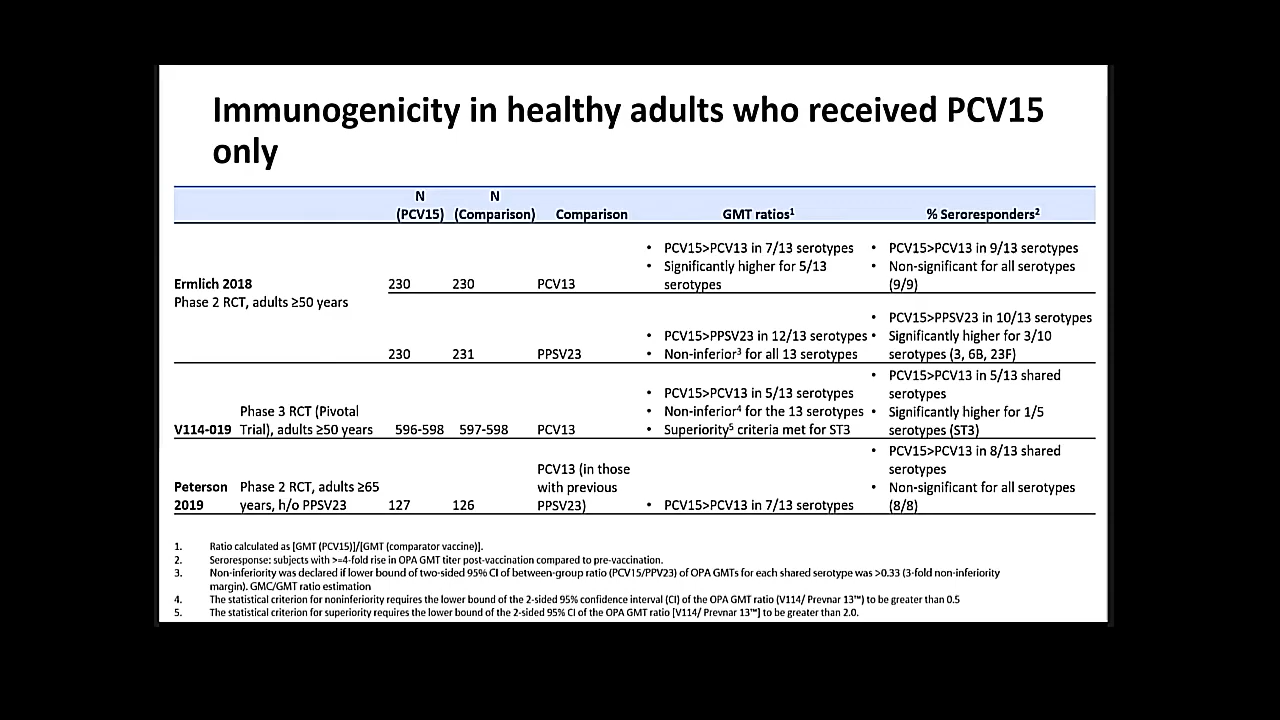 Immunogenicity in healthy adults who received PCV15
only
N
(PCV15)
N
(Comparison)
Comparison
GMT ratios¹
% Seroresponders²
Ermlich 2018
Phase 2 RCT, adults ≥50 years
230
230
PCV13
• PCV15>PCV13 in 7/13 serotypes
• Significantly higher for 5/13
serotypes
• PCV15>PCV13 in 9/13 serotypes
• Non-significant for all serotypes
(9/9)
230
231
PPSV23
• PCV15>PPSV23 in 12/13 serotypes
• Non-inferior³ for all 13 serotypes
• PCV15>PPSV23 in 10/13 serotypes
• Significantly higher for 3/10
serotypes (3, 6B, 23F)
V114-019
Phase 3 RCT (Pivotal
Trial), adults ≥50 years
596-598
597-598
PCV13
• PCV15>PCV13 in 5/13 serotypes
• Non-inferior⁴ for the 13 serotypes
• Superiority⁵ criteria met for ST3
• PCV15>PCV13 in 5/13 shared
serotypes
• Significantly higher for 1/5
serotypes (ST3)
Peterson
2019
Phase 2 RCT, adults ≥65
years, h/o PPSV23
127
126
PCV13 (in those
with previous
PPSV23)
• PCV15>PCV13 in 7/13 serotypes
• PCV15>PCV13 in 8/13 shared
serotypes
• Non-significant for all serotypes
(8/8)
1. Ratio calculated as [GMT (PCV15)]/[GMT (comparator vaccine)].
2. Seroresponse: subjects with >=4-fold rise in OPA GMT titer post-vaccination compared to pre-vaccination.
3. Non-inferiority was declared if lower bound of two-sided 95% CI of between-group ratio (PCV15/PPV23) of OPA GMTs for each shared serotype was >0.33 (3-fold non-inferiority
margin). GMC/GMT ratio estimation
4. The statistical criterion for noninferiority requires the lower bound of the 2-sided 95% confidence interval (CI) of the OPA GMT ratio (V114/ Prevnar 13™) to be greater than 0.5
5. The statistical criterion for superiority requires the lower bound of the 2-sided 95% CI of the OPA GMT ratio [V114/ Prevnar 13™] to be greater than 2.0.